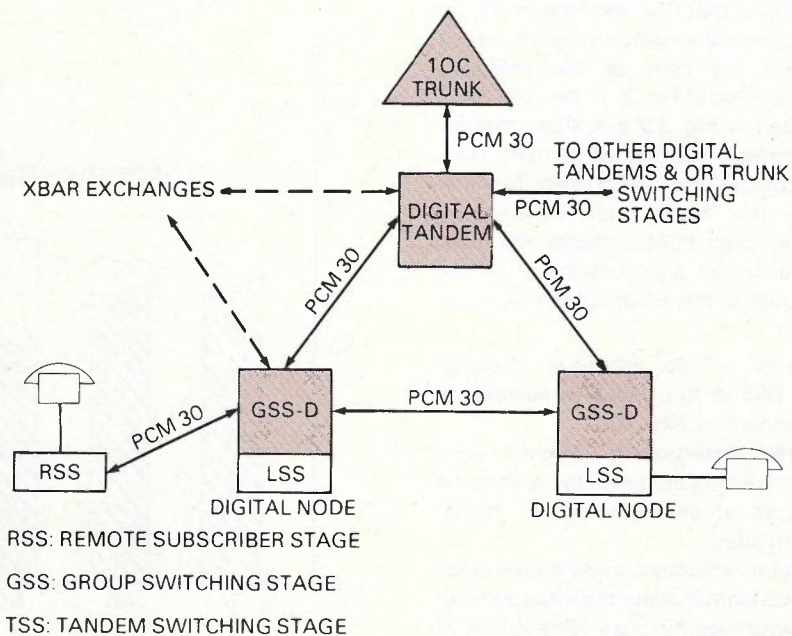 10C
TRUNK
PCM 30
TO OTHER DIGITAL
TANDEMS & OR TRUNK
SWITCHING
STAGES
PCM 30
XBAR EXCHANGES
DIGITAL
TANDEM
PCM 30
PCM 30
GSS-D
PCM 30
GSS-D
PCM 30
RSS
LSS
LSS
DIGITAL NODE
DIGITAL NODE
RSS: REMOTE SUBSCRIBER STAGE
GSS: GROUP SWITCHING STAGE
TSS: TANDEM SWITCHING STAGE